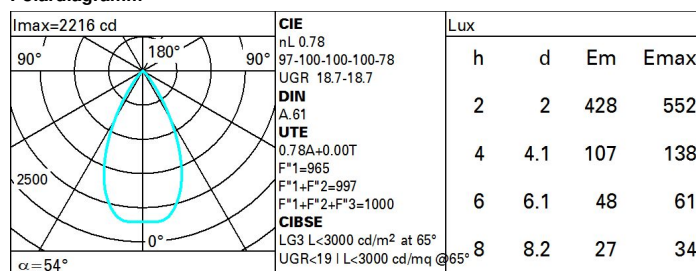 Imax=2216 cd
90° 180° 90°
2500
0°
α=54°
CIE
nL 0.78
97-100-100-100-78
UGR 18.7-18.7
DIN
A.61
UTE
0.78A+0.00T
F"1=965
F"1+F"2=997
F"1+F"2+F"3=1000
CIBSE
LG3 L<3000 cd/m² at 65°
UGR<19 | L<3000 cd/mq @65°
Lux
h d Em Emax
2 2 428 552
4 4.1 107 138
6 6.1 48 61
8 8.2 27 34